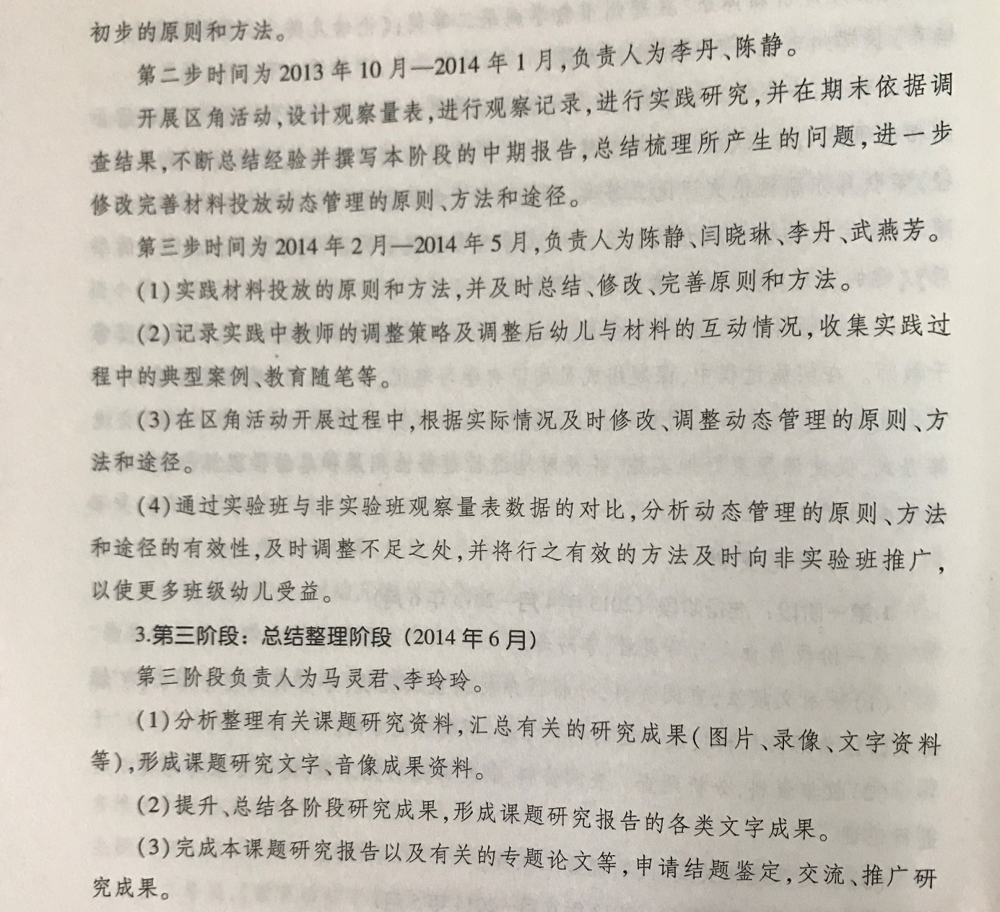 初步的原则和方法。
第二步时间为 2013 年 10 月—2014 年 1 月,负责人为李丹、陈静。
开展区角活动,设计观察量表,进行观察记录,进行实践研究,并在期末依据调
查结果,不断总结经验并撰写本阶段的中期报告,总结梳理所产生的问题,进一步
修改完善材料投放动态管理的原则、方法和途径。
第三步时间为 2014 年 2 月—2014 年 5 月,负责人为陈静、闫晓琳、李丹、武燕芳。
(1)实践材料投放的原则和方法,并及时总结、修改、完善原则和方法。
(2)记录实践中教师的调整策略及调整后幼儿与材料的互动情况,收集实践过
程中的典型案例、教育随笔等。
(3)在区角活动开展过程中,根据实际情况及时修改、调整动态管理的原则、方
法和途径。
(4)通过实验班与非实验班观察量表数据的对比,分析动态管理的原则、方法
和途径的有效性,及时调整不足之处,并将行之有效的方法及时向非实验班推广,
以使更多班级幼儿受益。
3.第三阶段：总结整理阶段（2014 年 6 月）
第三阶段负责人为马灵君、李玲玲。
(1)分析整理有关课题研究资料,汇总有关的研究成果(图片、录像、文字资料
等),形成课题研究文字、音像成果资料。
(2)提升、总结各阶段研究成果,形成课题研究报告的各类文字成果。
(3)完成本课题研究报告以及有关的专题论文等,申请结题鉴定,交流、推广研
究成果。